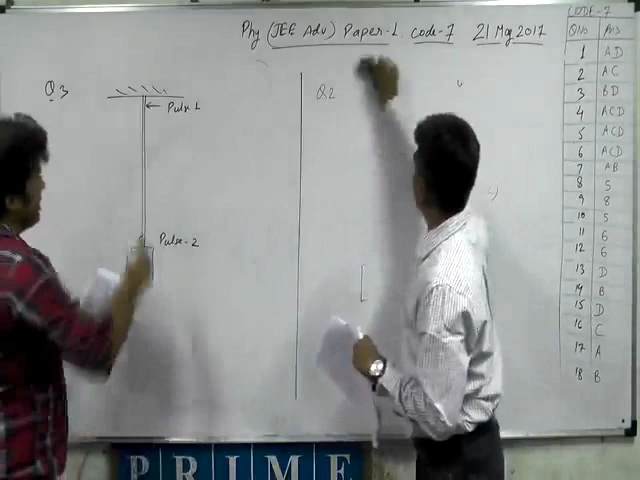 Phy (JEE Adv) Paper-1 Code-7 21 May 2017
Q3
Pulse-1
Pulse-2
Q2
CODE-7
QNo Ans
1 AD
2 AC
3 BD
4 ACD
5 ACD
6 ACD
7 AB
8 5
9 8
10 5
11 6
12 6
13 D
14 B
15 D
16 C
17 A
18 B
PRIME